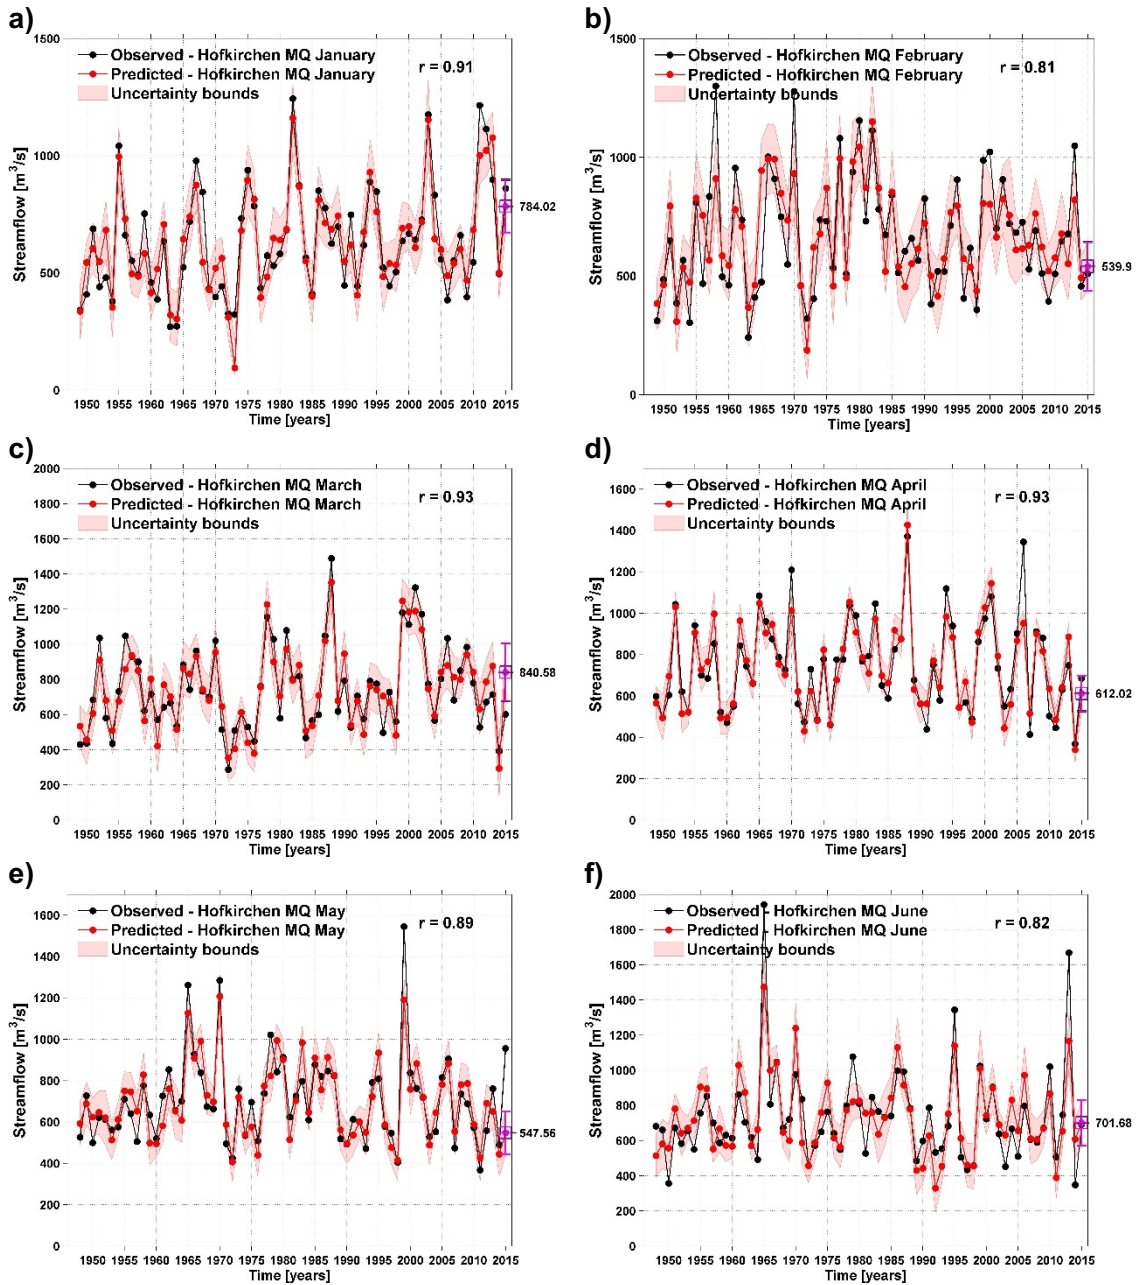 a)
Observed - Hofkirchen MQ January
Predicted - Hofkirchen MQ January
Uncertainty bounds
r = 0.91
Streamflow [m³/s]
1500
1000
500
0
784.02
1950 1955 1960 1965 1970 1975 1980 1985 1990 1995 2000 2005 2010 2015
Time [years]
b)
Observed - Hofkirchen MQ February
Predicted - Hofkirchen MQ February
Uncertainty bounds
r = 0.81
Streamflow [m³/s]
1500
1000
500
0
539.9
1950 1955 1960 1965 1970 1975 1980 1985 1990 1995 2000 2005 2010 2015
Time [years]
c)
Observed - Hofkirchen MQ March
Predicted - Hofkirchen MQ March
Uncertainty bounds
r = 0.93
Streamflow [m³/s]
2000
1800
1600
1400
1200
1000
800
600
400
200
0
840.58
1950 1955 1960 1965 1970 1975 1980 1985 1990 1995 2000 2005 2010 2015
Time [years]
d)
Observed - Hofkirchen MQ April
Predicted - Hofkirchen MQ April
Uncertainty bounds
r = 0.93
Streamflow [m³/s]
1600
1400
1200
1000
800
600
400
200
0
612.02
1950 1955 1960 1965 1970 1975 1980 1985 1990 1995 2000 2005 2010 2015
Time [years]
e)
Observed - Hofkirchen MQ May
Predicted - Hofkirchen MQ May
Uncertainty bounds
r = 0.89
Streamflow [m³/s]
1600
1400
1200
1000
800
600
400
200
0
547.56
1950 1955 1960 1965 1970 1975 1980 1985 1990 1995 2000 2005 2010 2015
Time [years]
f)
Observed - Hofkirchen MQ June
Predicted - Hofkirchen MQ June
Uncertainty bounds
r = 0.82
Streamflow [m³/s]
2000
1800
1600
1400
1200
1000
800
600
400
200
0
701.68
1950 1955 1960 1965 1970 1975 1980 1985 1990 1995 2000 2005 2010 2015
Time [years]